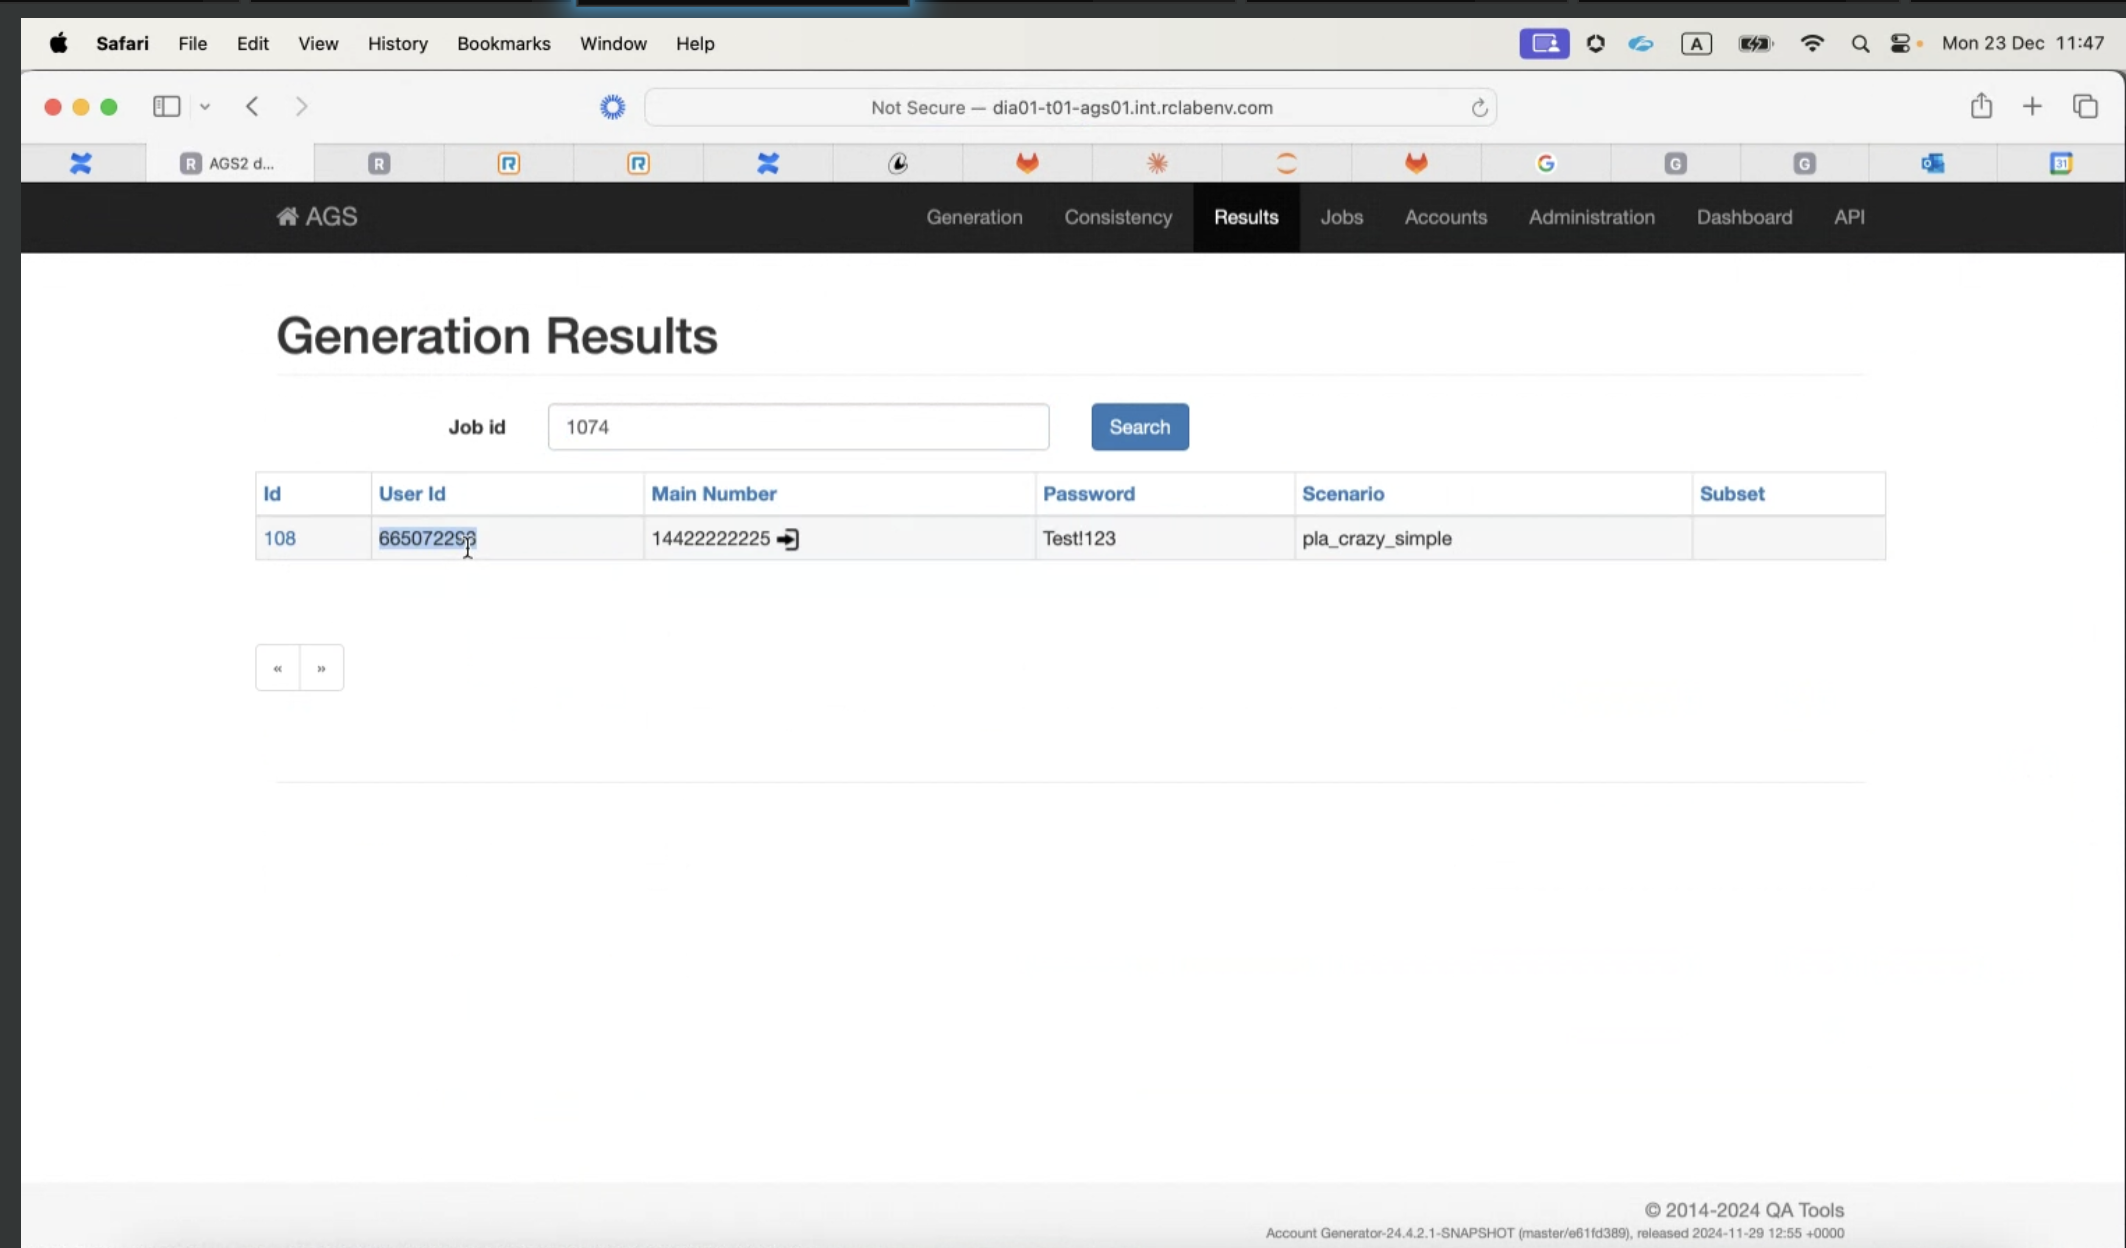 Safari File Edit View History Bookmarks Window Help A Mon 23 Dec 11:47
Not Secure — dia01-t01-ags01.int.rclabenv.com
R AGS2 d... R R R G G G 31
AGS Generation Consistency Results Jobs Accounts Administration Dashboard API
Generation Results
Job id 1074 Search
Id User Id Main Number Password Scenario Subset
108 14422222225 Test!123 pla_crazy_simple
« »
© 2014-2024 QA Tools
Account Generator-24.4.2.1-SNAPSHOT (master/e61fd389), released 2024-11-29 12:55 +0000